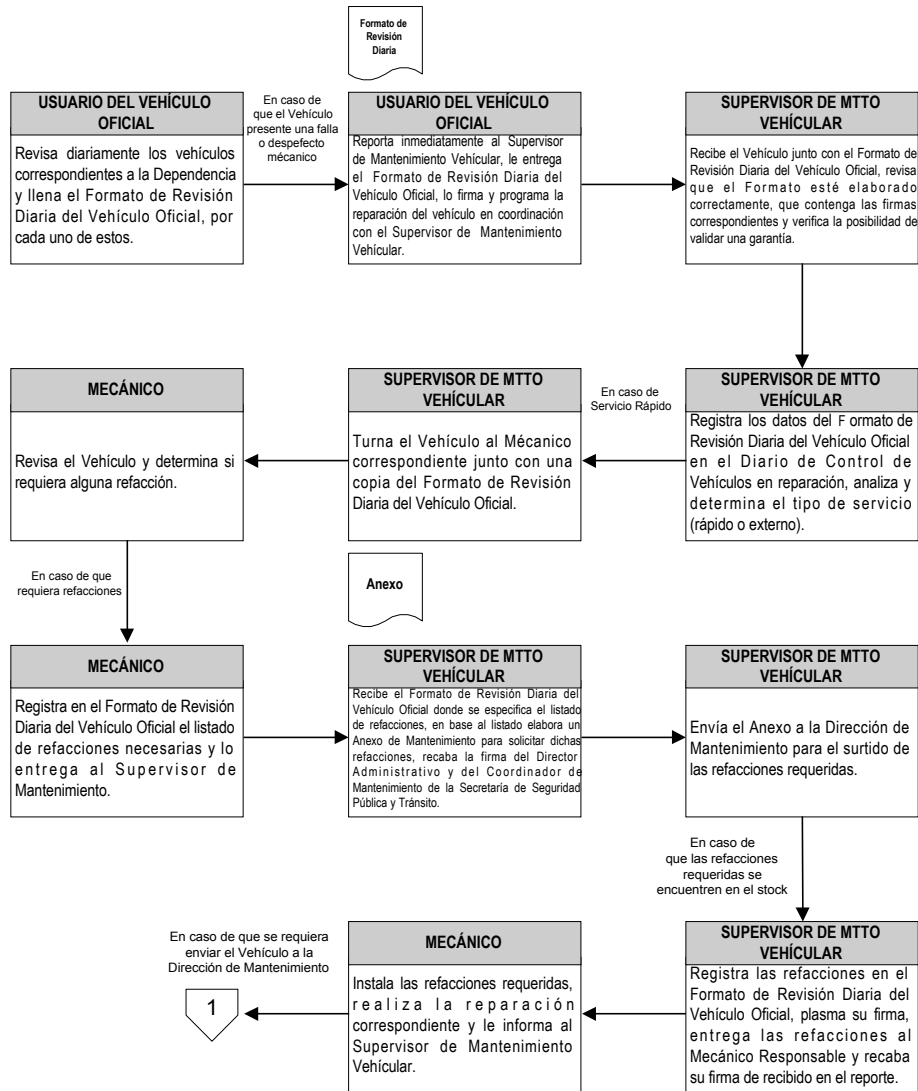 Formato de
Revisión
Diaria
USUARIO DEL VEHÍCULO
OFICIAL
Revisa diariamente los vehículos
correspondientes a la Dependencia
y llena el Formato de Revisión
Diaria del Vehículo Oficial, por
cada uno de estos.
En caso de
que el Vehículo
presente una falla
o despefecto
mécánico
USUARIO DEL VEHÍCULO
OFICIAL
Reporta inmediatamente al Supervisor
de Mantenimiento Vehícular, le entrega
el Formato de Revisión Diaria del
Vehículo Oficial, lo firma y programa la
reparación del vehículo en coordinación
con el Supervisor de Mantenimiento
Vehícular.
SUPERVISOR DE MTTO
VEHÍCULAR
Recibe el Vehículo junto con el Formato de
Revisión Diaria del Vehículo Oficial, revisa
que el Formato esté elaborado
correctamente, que contenga las firmas
correspondientes y verifica la posibilidad de
validar una garantía.
MECÁNICO
Revisa el Vehículo y determina si
requiera alguna refacción.
SUPERVISOR DE MTTO
VEHÍCULAR
Turna el Vehículo al Mécanico
correspondiente junto con una
copia del Formato de Revisión
Diaria del Vehículo Oficial.
En caso de
Servicio Rápido
SUPERVISOR DE MTTO
VEHÍCULAR
Registra los datos del Formato de
Revisión Diaria del Vehículo Oficial
en el Diario de Control de
Vehículos en reparación, analiza y
determina el tipo de servicio
(rápido o externo).
En caso de que
requiera refacciones
Anexo
MECÁNICO
Registra en el Formato de Revisión
Diaria del Vehículo Oficial el listado
de refacciones necesarias y lo
entrega al Supervisor de
Mantenimiento.
SUPERVISOR DE MTTO
VEHÍCULAR
Recibe el Formato de Revisión Diaria del
Vehículo Oficial donde se especifica el listado
de refacciones, en base al listado elabora un
Anexo de Mantenimiento para solicitar dichas
refacciones, recaba la firma del Director
Administrativo y del Coordinador de
Mantenimiento de la Secretaría de Seguridad
Pública y Tránsito.
SUPERVISOR DE MTTO
VEHÍCULAR
Envía el Anexo a la Dirección de
Mantenimiento para el surtido de
las refacciones requeridas.
En caso de
que las refacciones
requeridas se
encuentren en el stock
En caso de que se requiera
enviar el Vehículo a la
Dirección de Mantenimiento
1
MECÁNICO
Instala las refacciones requeridas,
realiza la reparación
correspondiente y le informa al
Supervisor de Mantenimiento
Vehícular.
SUPERVISOR DE MTTO
VEHÍCULAR
Registra las refacciones en el
Formato de Revisión Diaria del
Vehículo Oficial, plasma su firma,
entrega las refacciones al
Mecánico Responsable y recaba
su firma de recibido en el reporte.